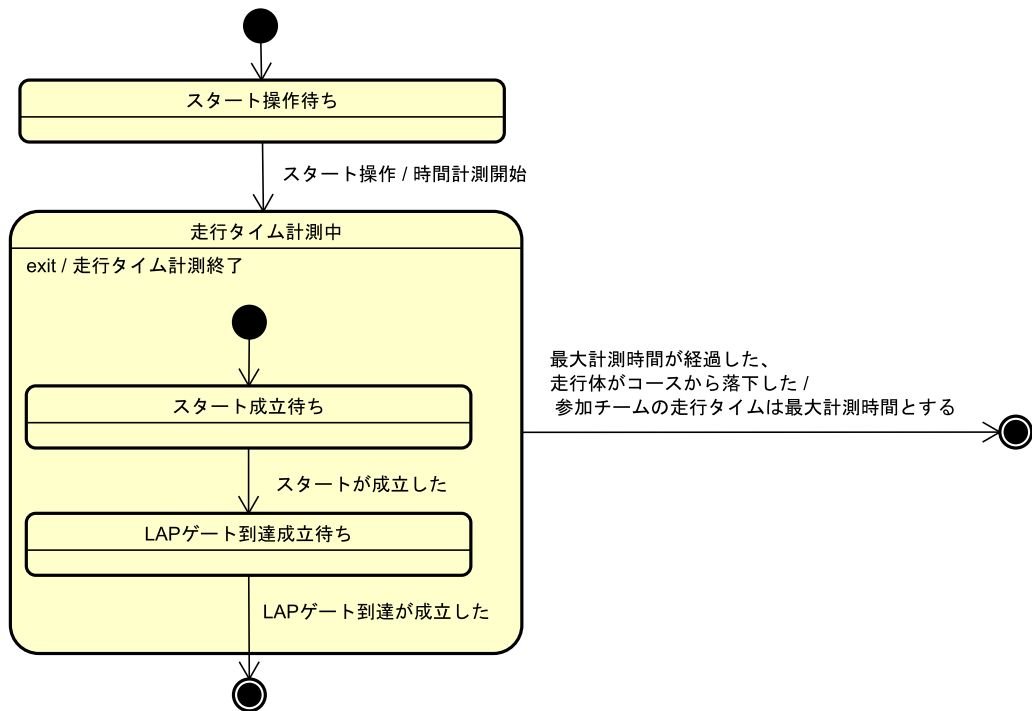 スタート操作待ち
スタート操作 / 時間計測開始
走行タイム計測中
exit / 走行タイム計測終了
スタート成立待ち
スタートが成立した
LAPゲート到達成立待ち
LAPゲート到達が成立した
最大計測時間が経過した、
走行体がコースから落下した /
参加チームの走行タイムは最大計測時間とする